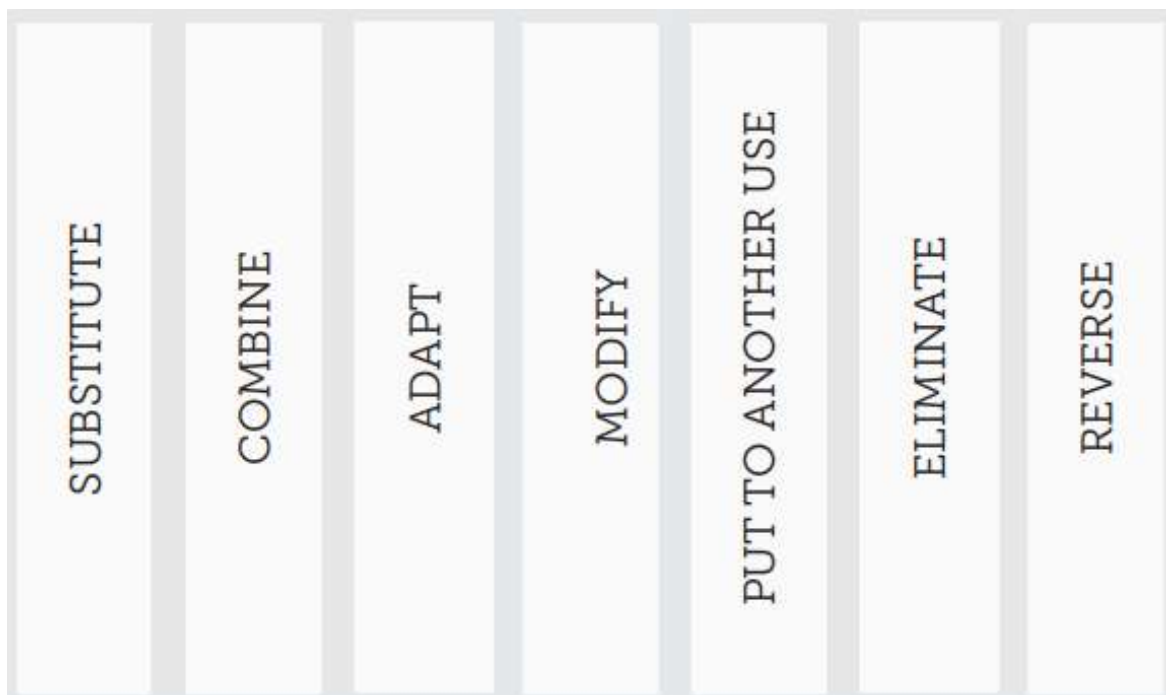 SUBSTITUTE
COMBINE
ADAPT
MODIFY
PUT TO ANOTHER USE
ELIMINATE
REVERSE